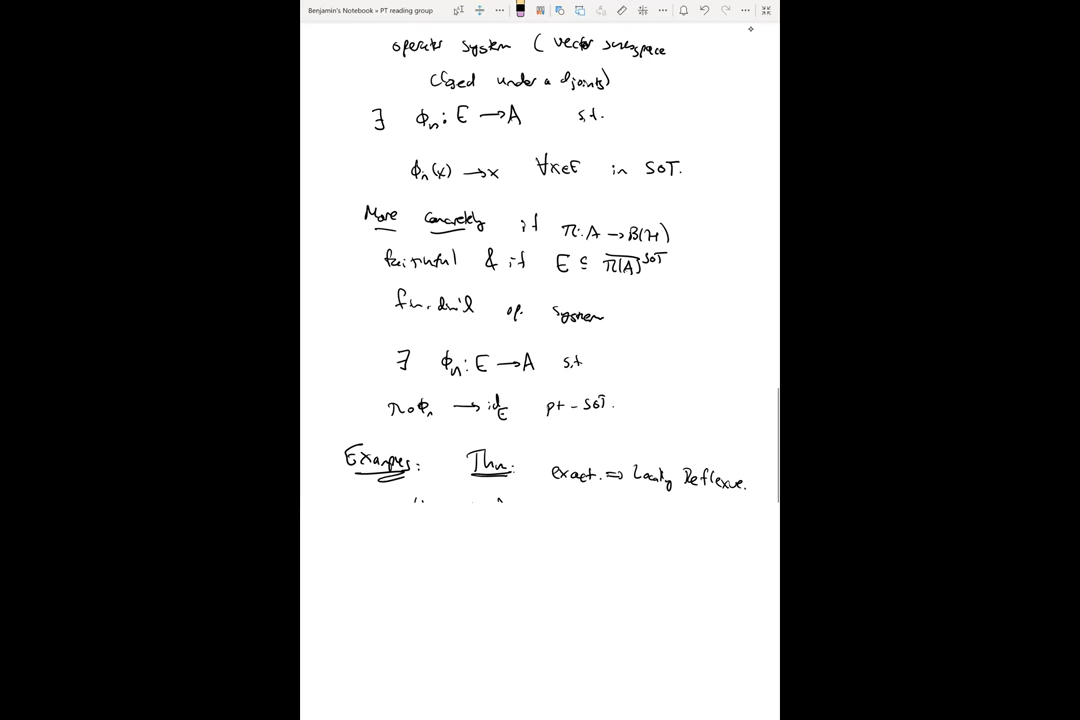 Benjamin's Notebook » PT reading group
operator system ( vector subspace
closed under adjoints)
∃ ϕₙ: E → A s.t.
ϕₙ(x) → x ∀x∈E in SOT.
More concretely if π: A → B(H)
faithful & if E ⊆ \overline{π(A)}^{SOT}
fin. dim'l op. system
∃ ϕₙ: E → A s.t
π∘ϕₙ → id_E pt - SOT.
Examples: Thm: exact. ⇒ Locally Reflexive.